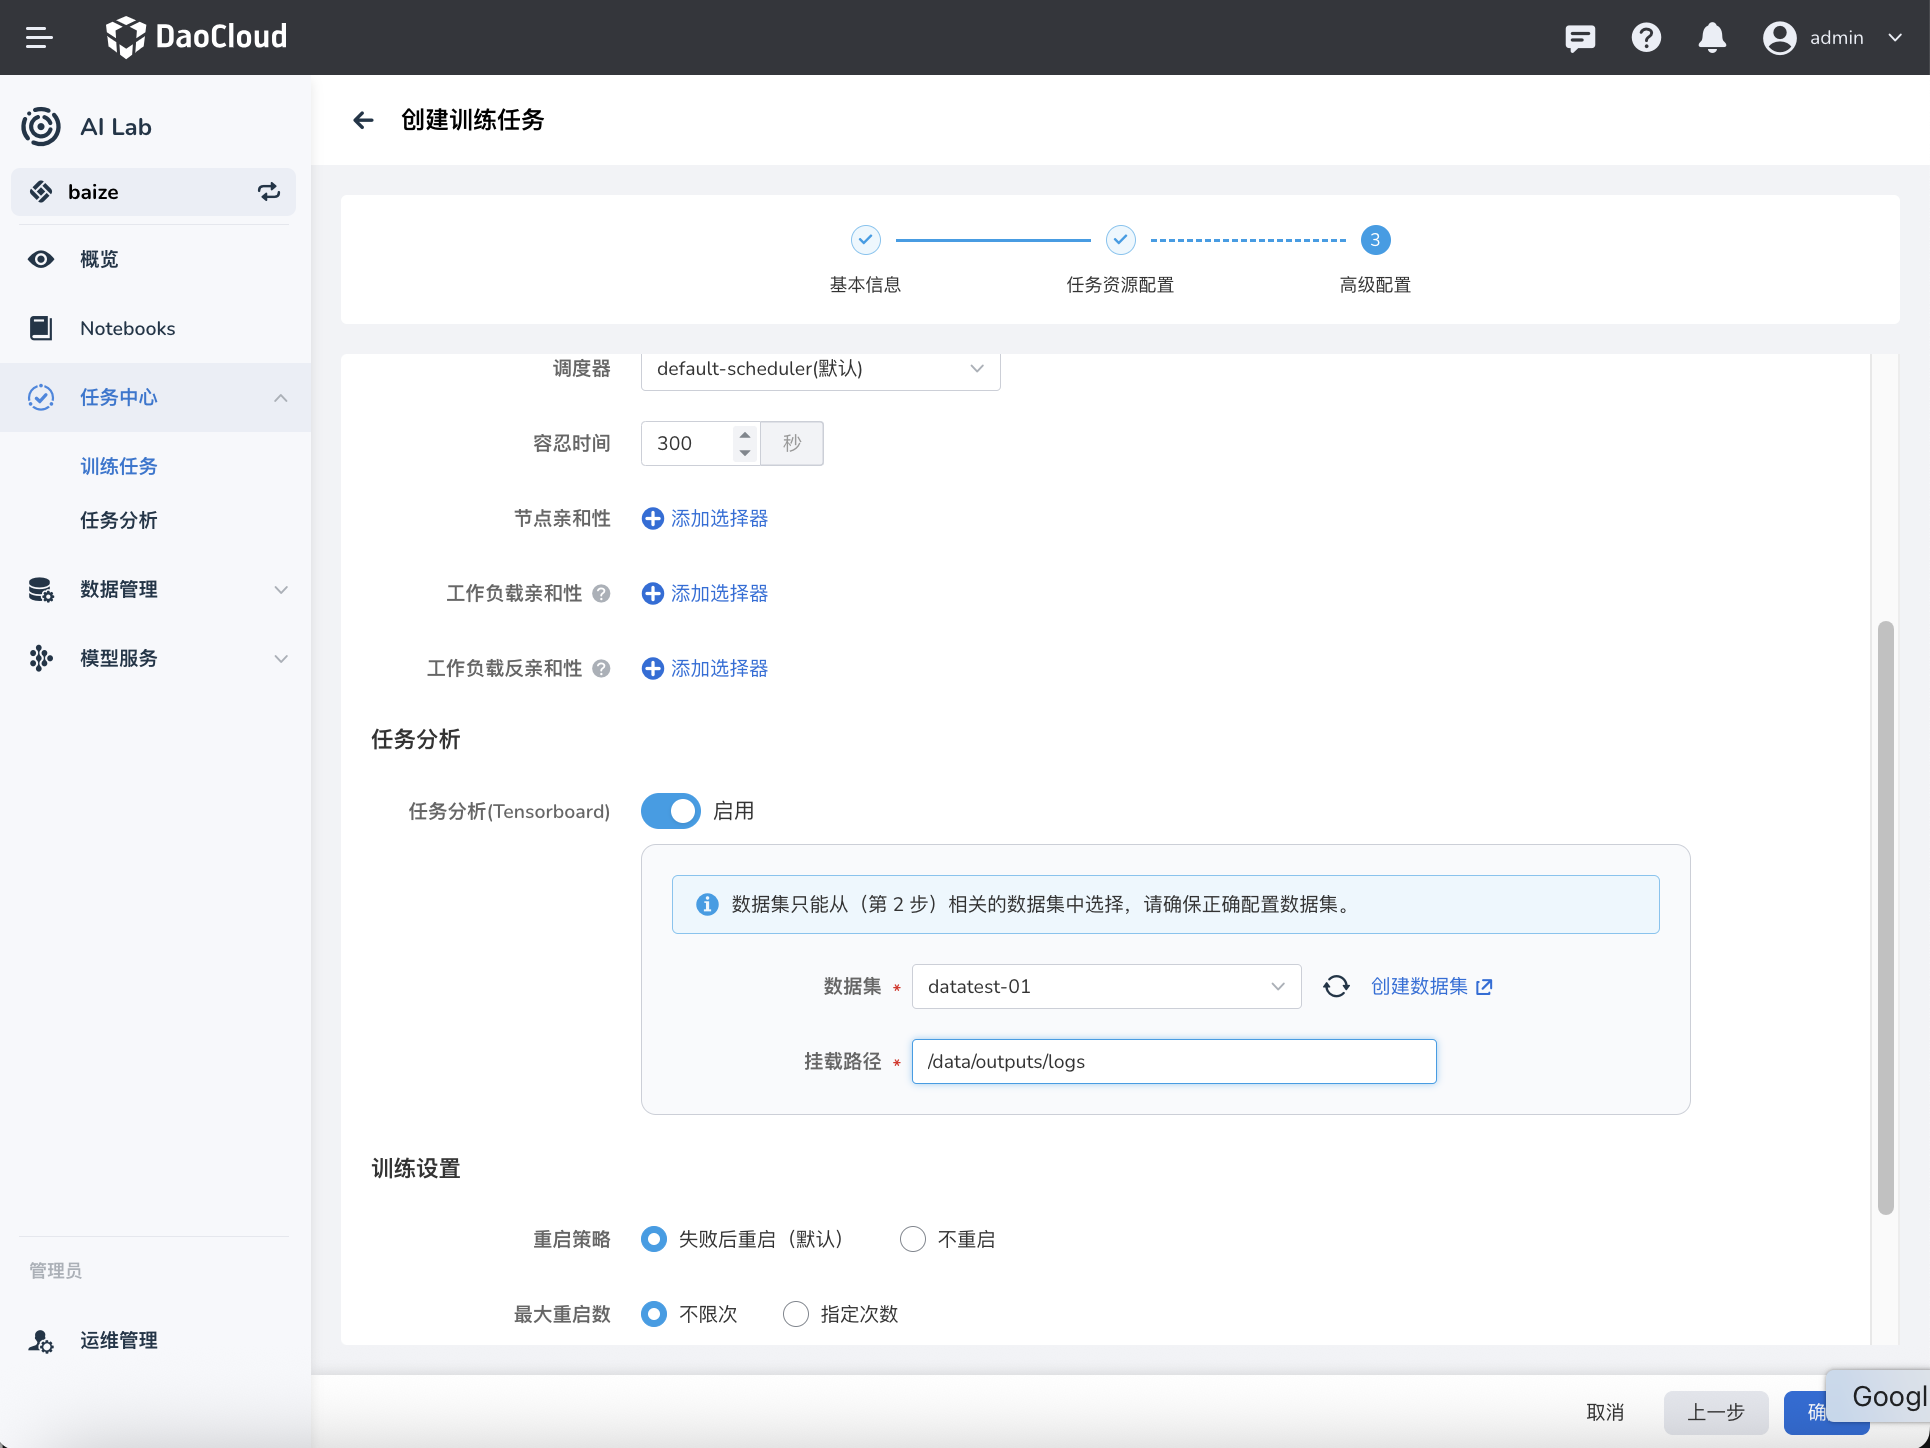 DaoCloud
admin
AI Lab
baize
概览
Notebooks
任务中心
训练任务
任务分析
数据管理
模型服务
管理员
运维管理
创建训练任务
3
基本信息
任务资源配置
高级配置
调度器
default-scheduler(默认)
容忍时间
300
秒
节点亲和性
添加选择器
工作负载亲和性
添加选择器
工作负载反亲和性
添加选择器
任务分析
任务分析(Tensorboard)
启用
数据集只能从（第 2 步）相关的数据集中选择，请确保正确配置数据集。
数据集 *
datatest-01
创建数据集
挂载路径 *
/data/outputs/logs
训练设置
重启策略
失败后重启（默认）
不重启
最大重启数
不限次
指定次数
取消
上一步
确
Googl